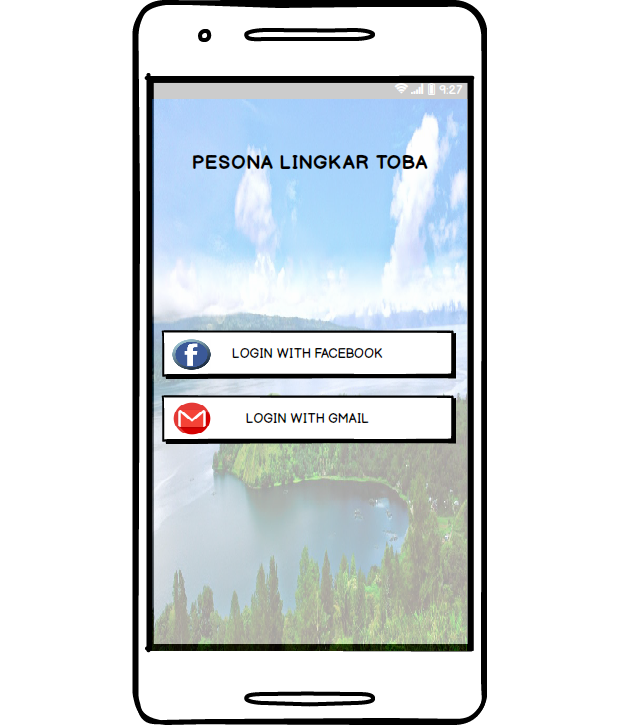 9:27
PESONA LINGKAR TOBA
f LOGIN WITH FACEBOOK
LOGIN WITH GMAIL